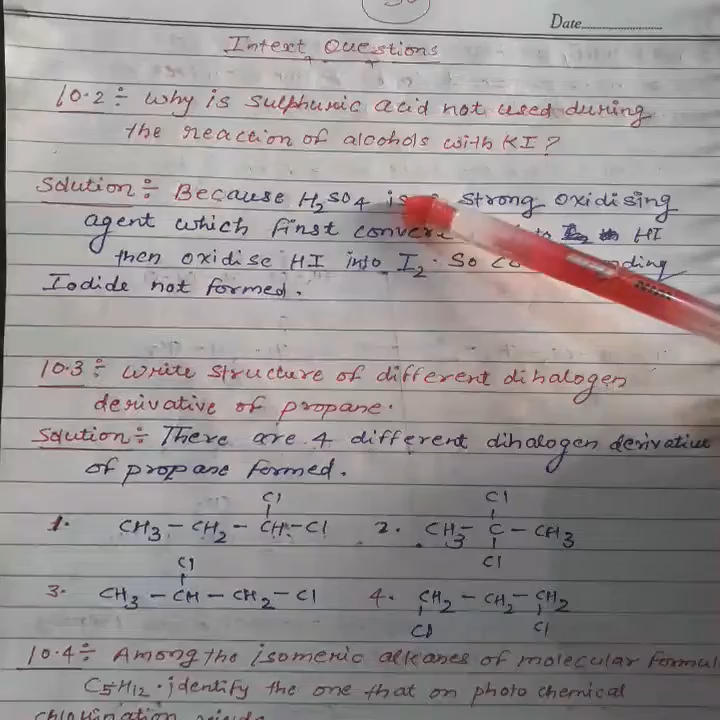 Date
Intext Questions
10.2÷ Why is sulphuric acid not used during
the reaction of alcohols with KI?
Solution÷ Because H₂SO₄ is strong oxidising
agent which first HI
then oxidise HI into I₂. So
Iodide not formed.
10.3÷ Write structure of different dihalogen
derivative of propane.
Solution÷ There are 4 different dihalogen derivative
of propane formed.
Cl Cl
1. CH₃ – CH₂ – CH – Cl 2. CH₃ – C – CH₃
Cl Cl
3. CH₃ – CH – CH₂ – Cl 4. CH₂ – CH₂ – CH₂
Cl Cl
10.4÷ Among the isomeric alkanes of molecular
C₅H₁₂. identify the one that on photo chemical